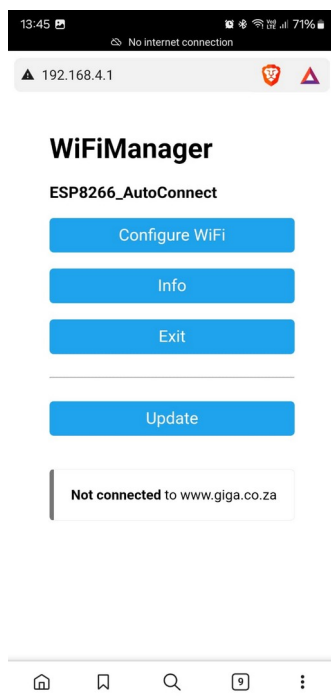 13:45 71%
No internet connection
192.168.4.1
WiFiManager
ESP8266_AutoConnect
Configure WiFi
Info
Exit
Update
Not connected to www.giga.co.za
9